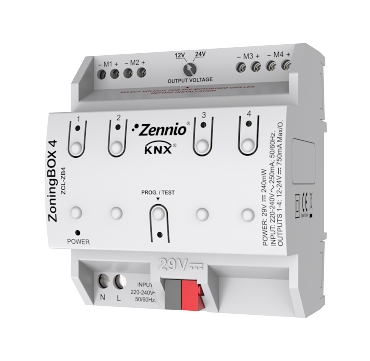 12V 24V
- M1 + - M2 +
- M3 + - M4 +
OUTPUT VOLTAGE
1 2 3 4
Zennio®
KNX®
ZoningBOX 4
ZCL-ZB4
PROG. / TEST
POWER
POWER: 29V ⎓ 240mW
INPUT: 220-240V~ 250mA; 50/60Hz.
OUTPUTS 1-4: 12-24V⎓ 750mA Max/O.
CE
29V⎓
N L
INPUT:
220-240V~
50/60Hz.